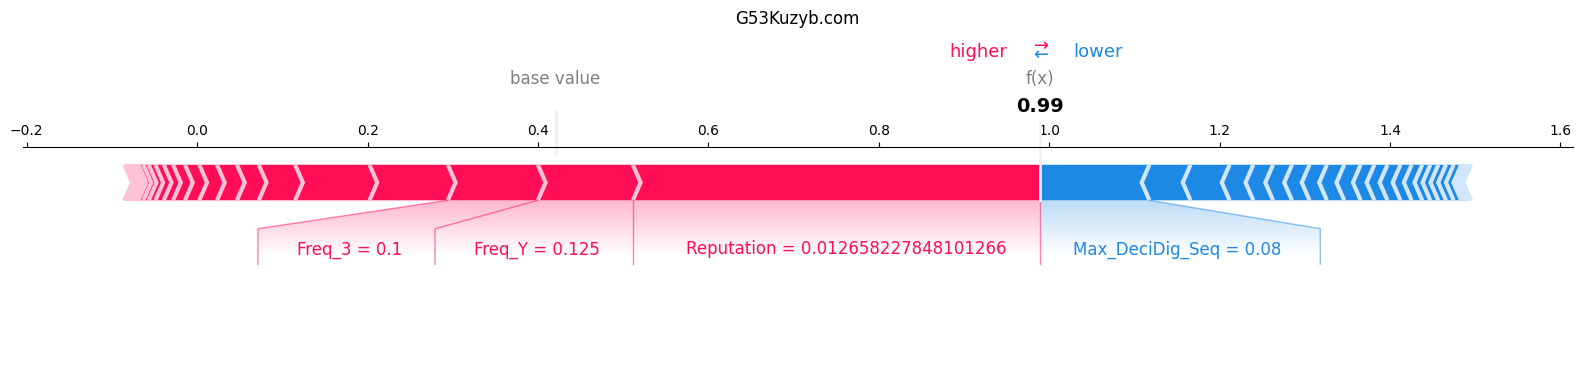 G53Kuzyb.com
higher → ← lower
base value f(x)
0.99
−0.2 0.0 0.2 0.4 0.6 0.8 1.0 1.2 1.4 1.6
Freq_3 = 0.1 Freq_Y = 0.125 Reputation = 0.012658227848101266 Max_DeciDig_Seq = 0.08